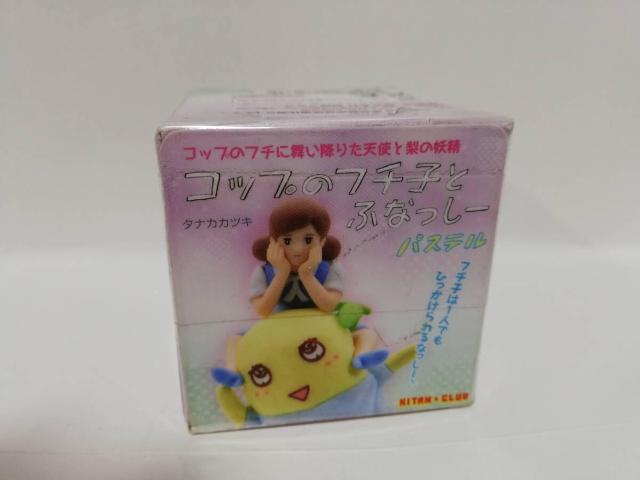 コップのフチに舞い降りた天使と梨の妖精
コップのフチ子と
ふなっしー
タナカカツキ
パステル
フチ子は1人でも
ひっかけられるなっしー、
KITAN★CLUB